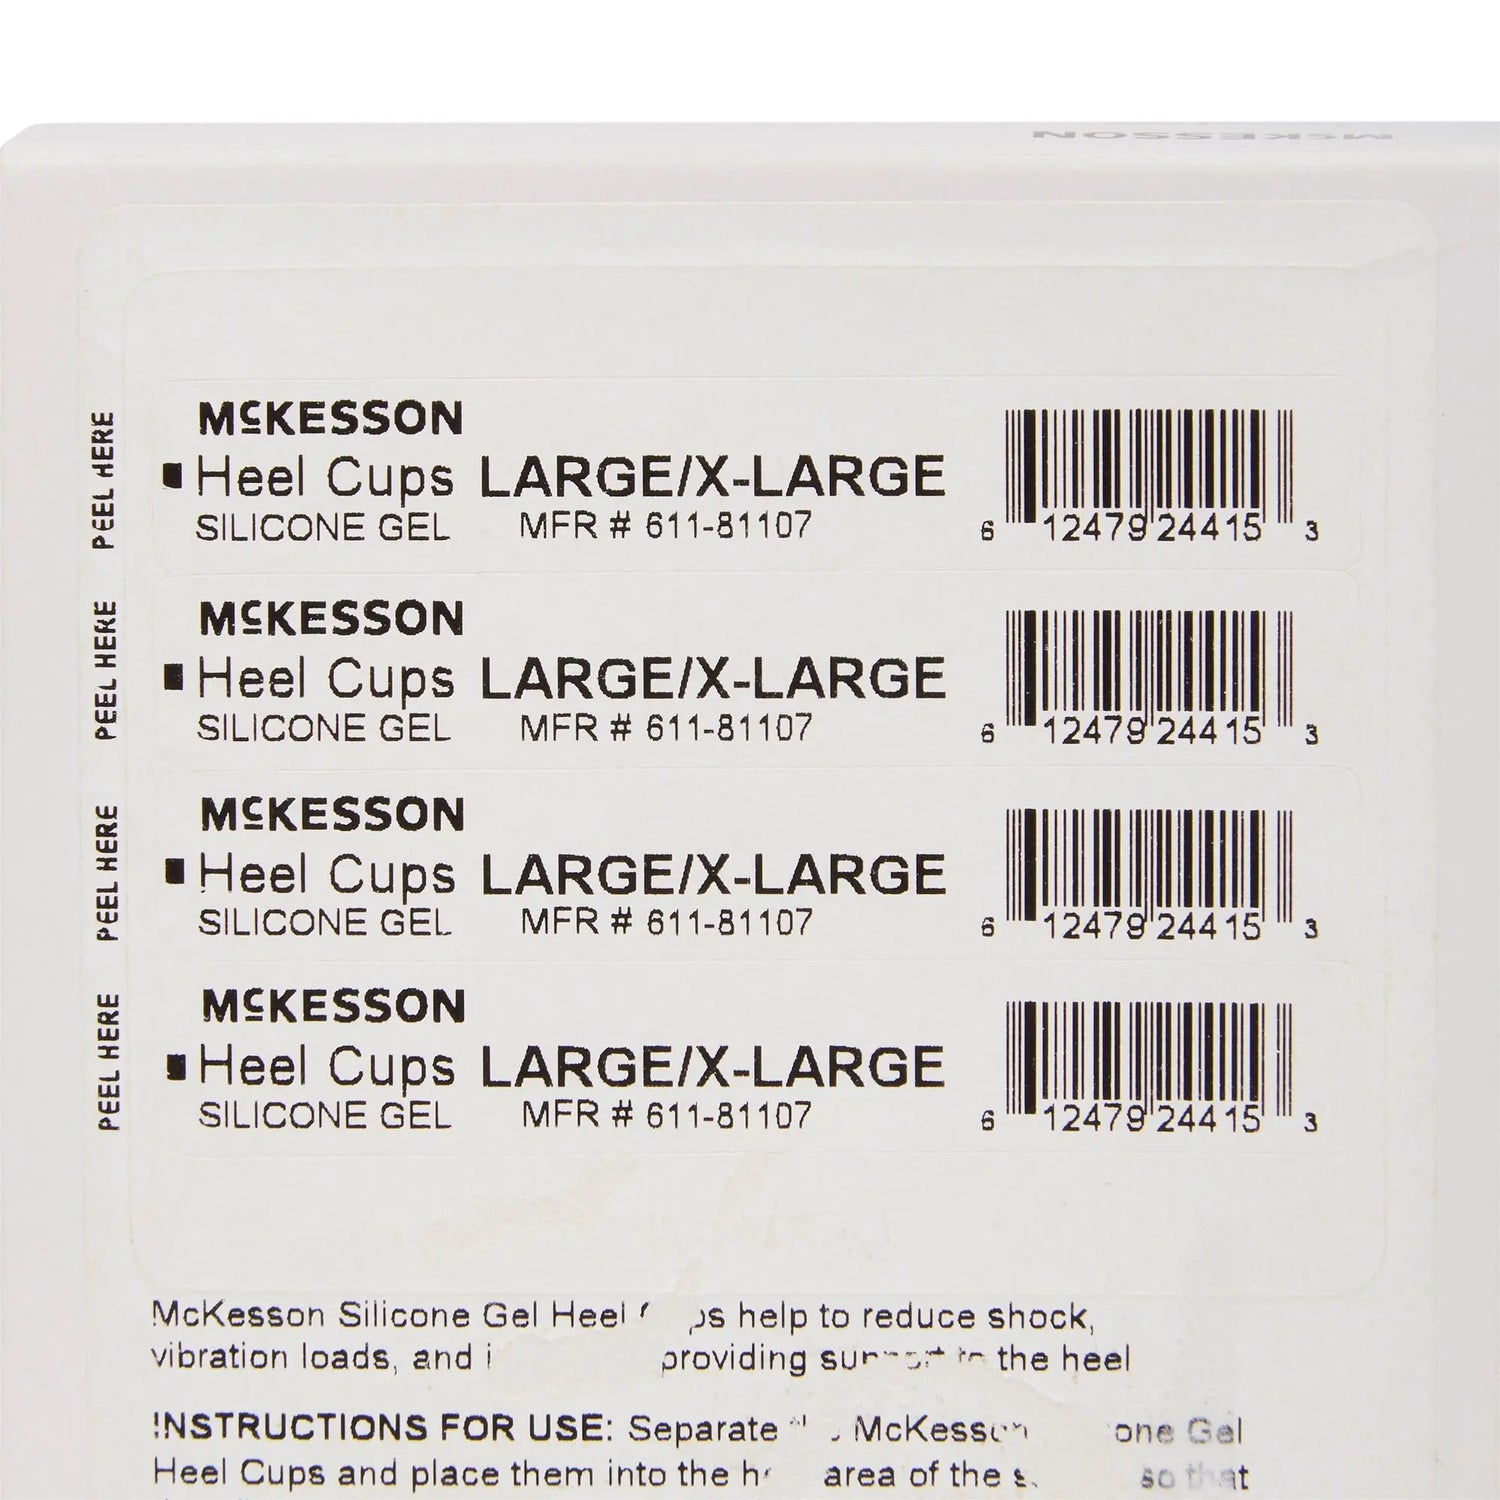 McKESSON
PEEL HERE
McKESSON
Heel Cups LARGE/X-LARGE
SILICONE GEL MFR # 611-81107
6 12479 24415 3
PEEL HERE
McKESSON
Heel Cups LARGE/X-LARGE
SILICONE GEL MFR # 611-81107
6 12479 24415 3
PEEL HERE
McKESSON
Heel Cups LARGE/X-LARGE
SILICONE GEL MFR # 611-81107
6 12479 24415 3
PEEL HERE
McKESSON
Heel Cups LARGE/X-LARGE
SILICONE GEL MFR # 611-81107
6 12479 24415 3
McKesson Silicone Gel Heel help to reduce shock,
vibration loads, and providing the heel
INSTRUCTIONS FOR USE: Separate Gel
Heel Cups and place them into the area of the so that